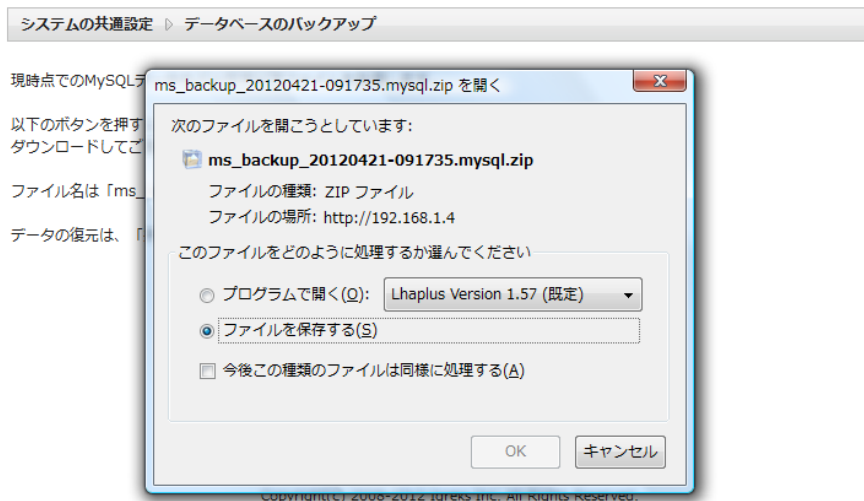 システムの共通設定 ▷ データベースのバックアップ
現時点でのMySQLデ
ms_backup_20120421-091735.mysql.zip を開く
以下のボタンを押す
ダウンロードしてご
ファイル名は「ms_
データの復元は、「
次のファイルを開こうとしています:
ms_backup_20120421-091735.mysql.zip
ファイルの種類: ZIP ファイル
ファイルの場所: http://192.168.1.4
このファイルをどのように処理するか選んでください
プログラムで開く(O):
Lhaplus Version 1.57 (既定)
ファイルを保存する(S)
今後この種類のファイルは同様に処理する(A)
OK
キャンセル
Copyright(c) 2008-2012 Igreks Inc. All Rights Reserved.